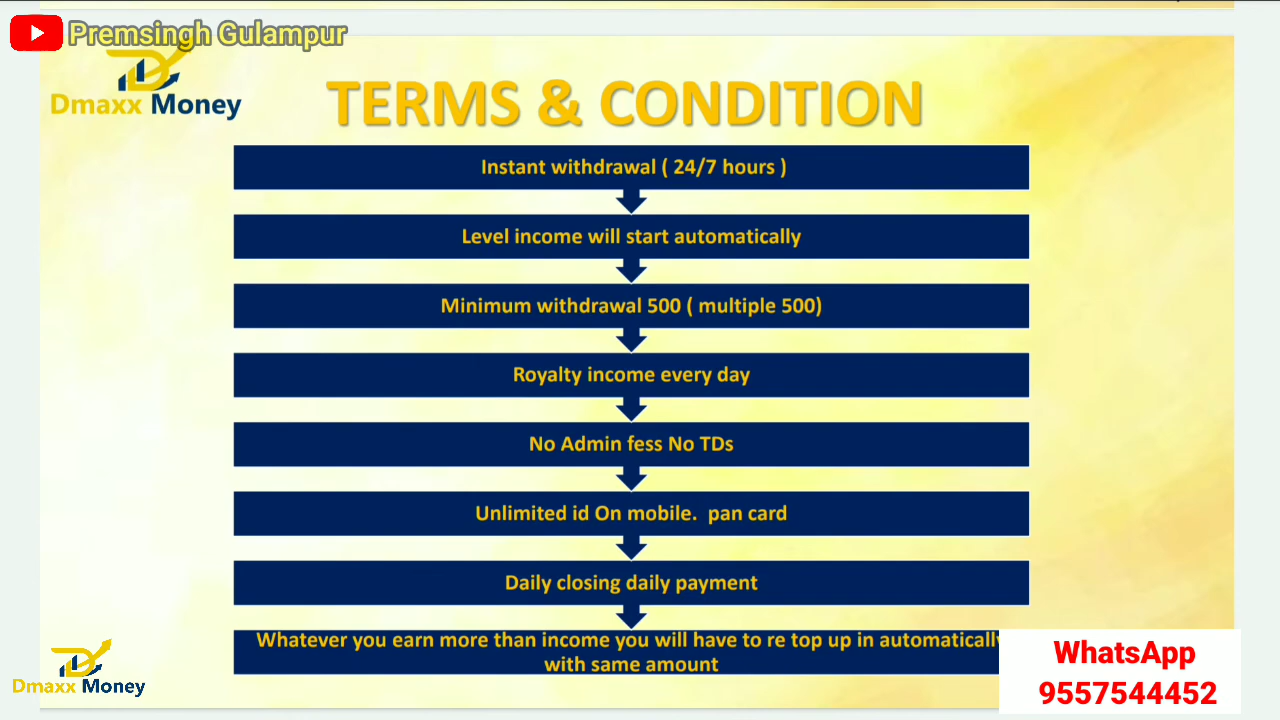 Premsingh Gulampur
Dmaxx Money
TERMS & CONDITION
Instant withdrawal ( 24/7 hours )
Level income will start automatically
Minimum withdrawal 500 ( multiple 500)
Royalty income every day
No Admin fess No TDs
Unlimited id On mobile.  pan card
Daily closing daily payment
Whatever you earn more than income you will have to re top up in automatically
with same amount
Dmaxx Money
WhatsApp
9557544452